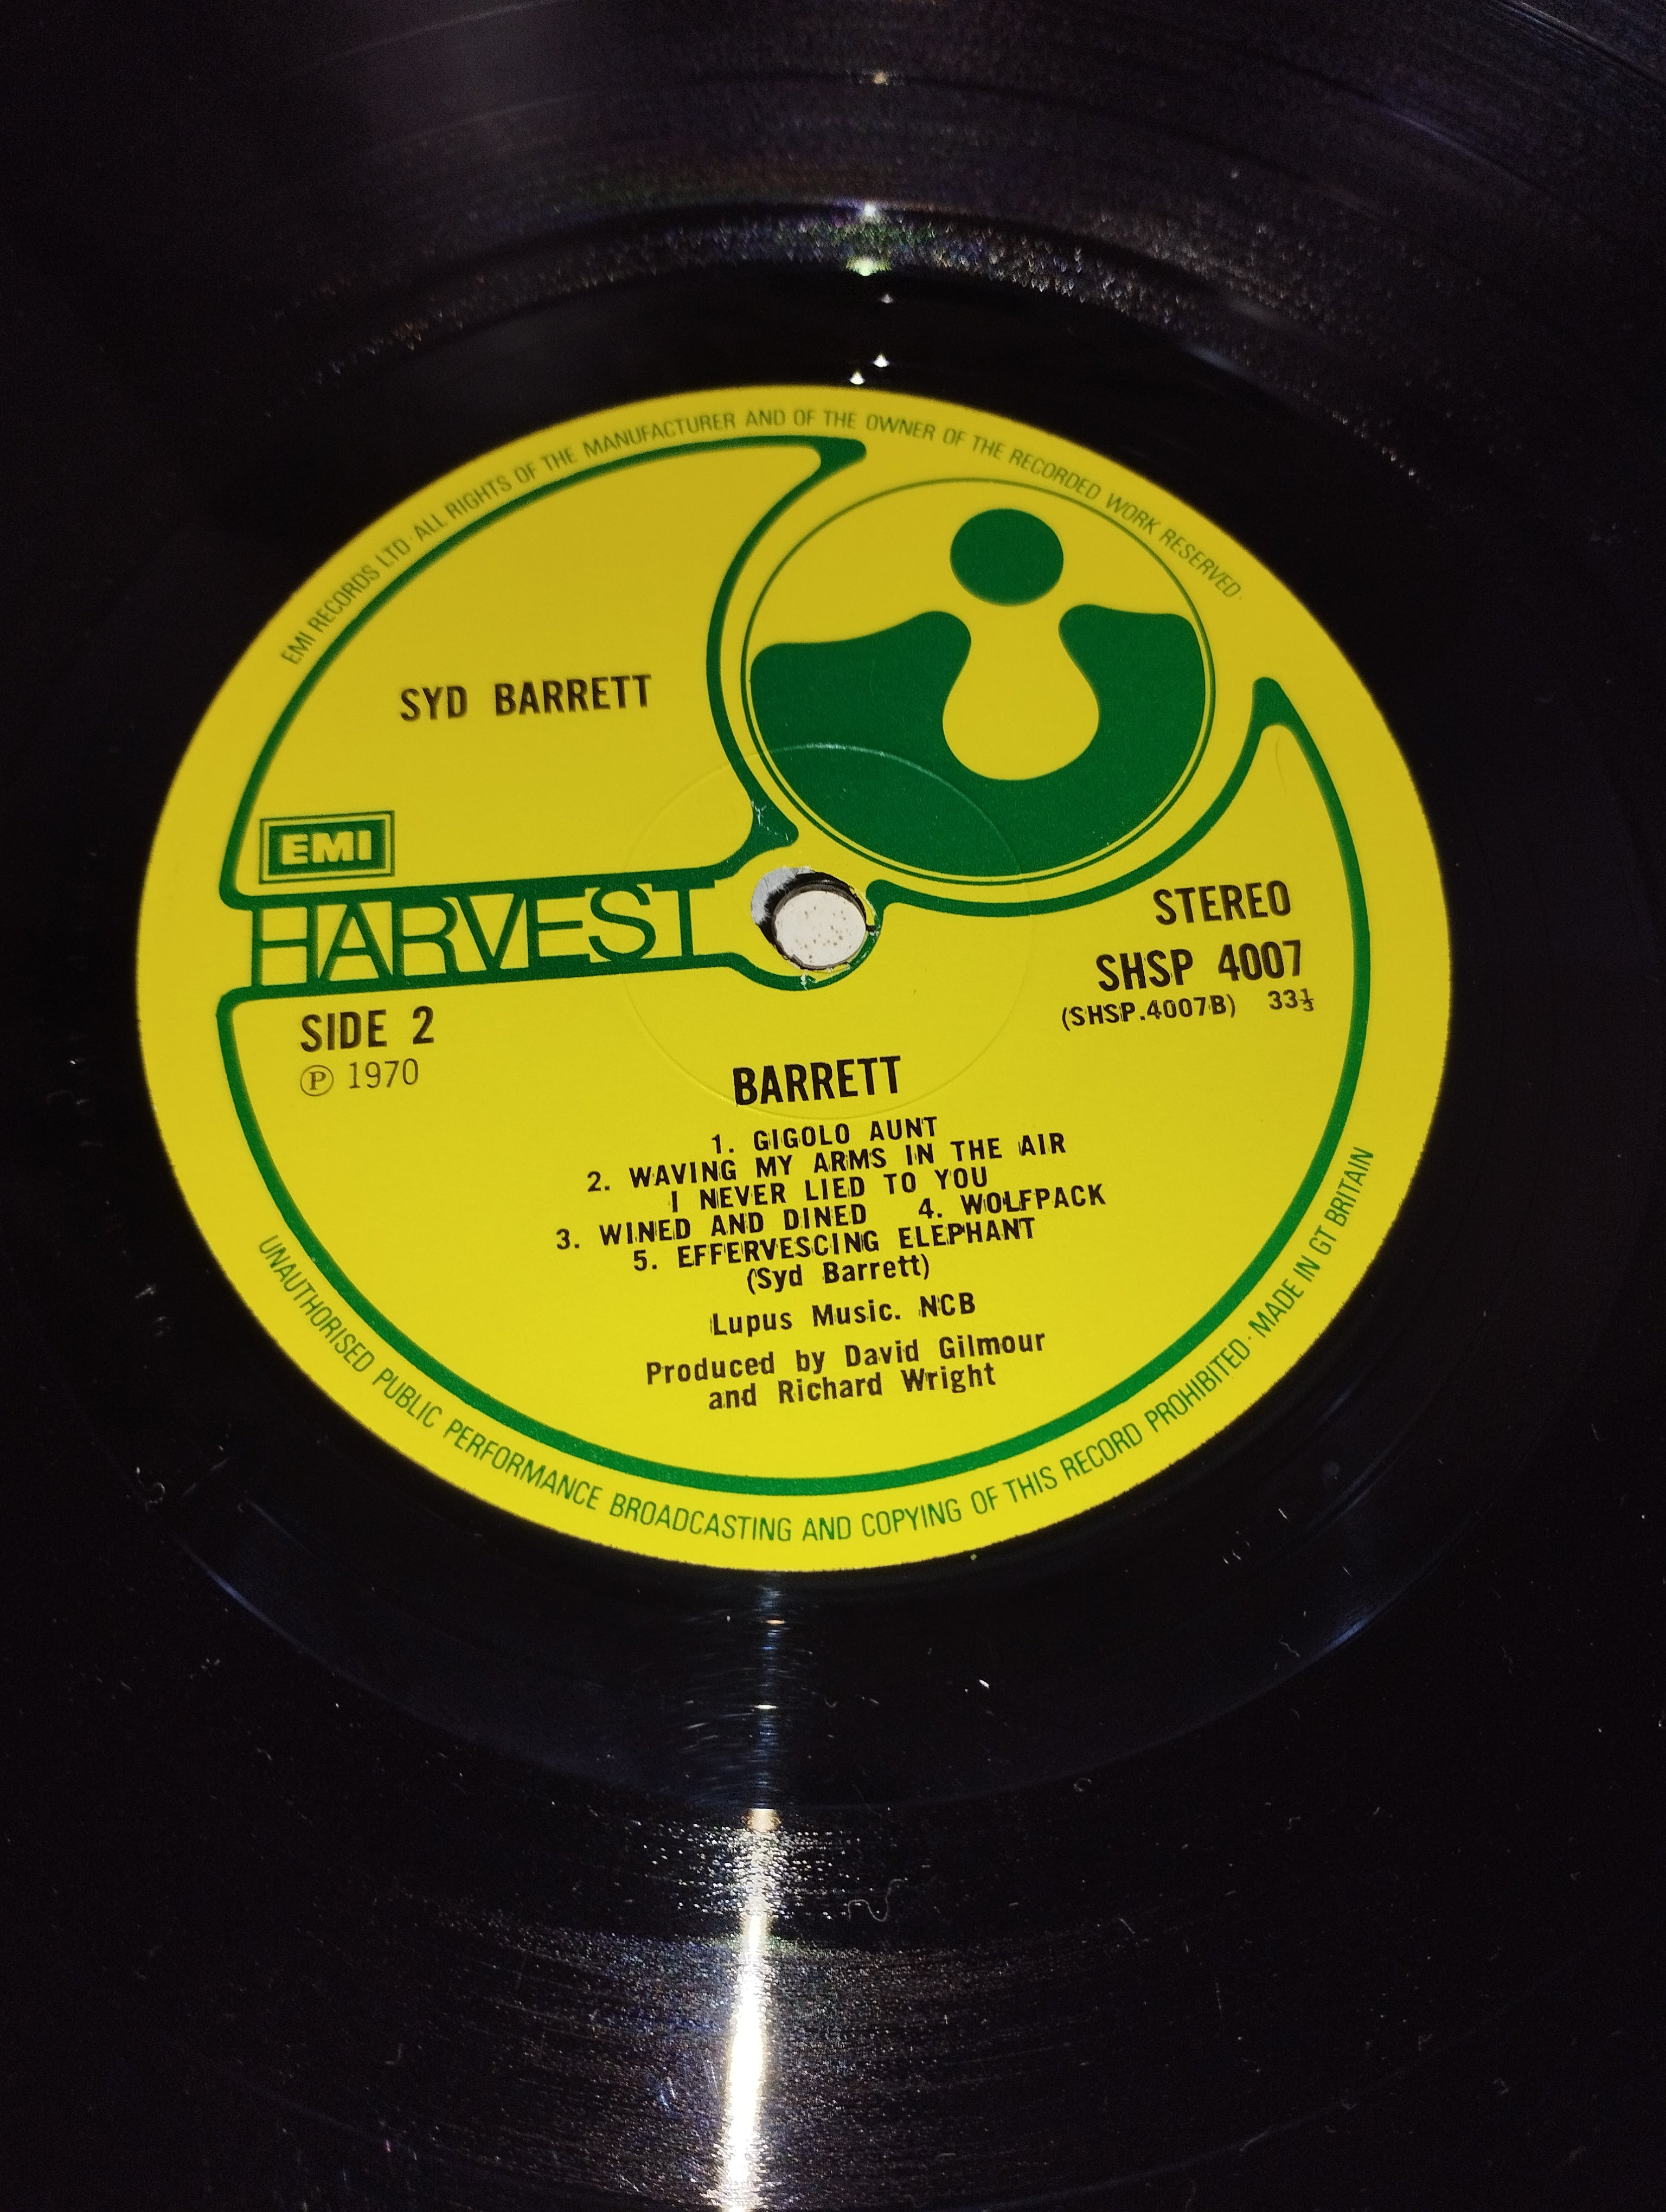 EMI RECORDS LTD · ALL RIGHTS OF THE MANUFACTURER AND OF THE OWNER OF THE RECORDED WORK RESERVED ·
SYD BARRETT
EMI
HARVEST
STEREO
SHSP 4007
(SHSP.4007B) 33⅓
SIDE 2
Ⓟ 1970
BARRETT
1. GIGOLO AUNT
2. WAVING MY ARMS IN THE AIR
I NEVER LIED TO YOU
3. WINED AND DINED 4. WOLFPACK
5. EFFERVESCING ELEPHANT
(Syd Barrett)
Lupus Music. NCB
Produced by David Gilmour
and Richard Wright
UNAUTHORISED PUBLIC PERFORMANCE BROADCASTING AND COPYING OF THIS RECORD PROHIBITED · MADE IN GT BRITAIN